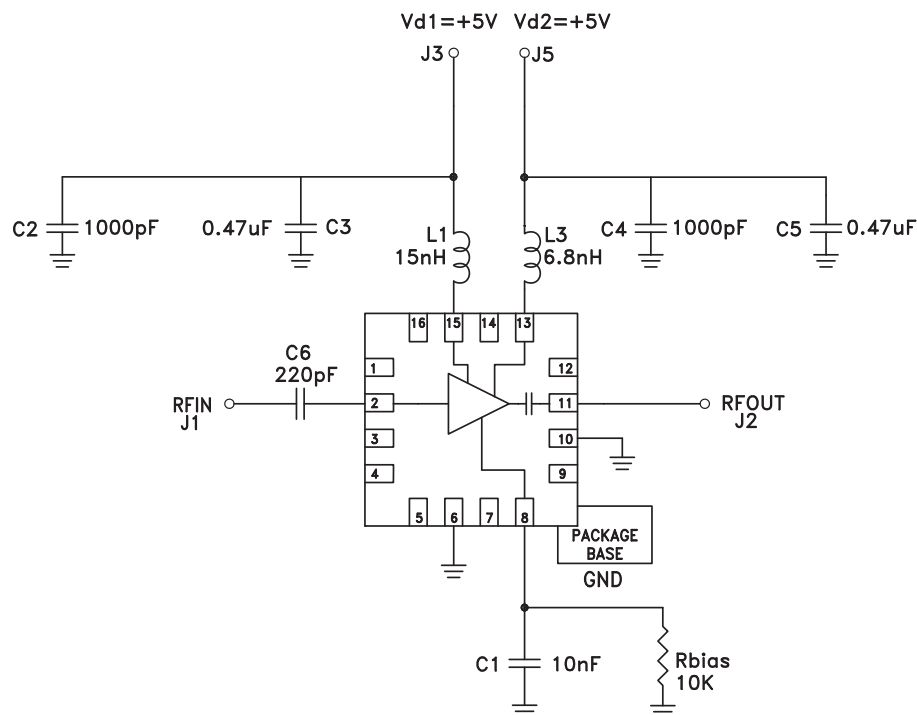 Vd1=+5V Vd2=+5V
J3 J5
C2 1000pF 0.47uF C3
L1
15nH
L3
6.8nH
C4 1000pF C5 0.47uF
16 15 14 13
C6
220pF
1 12
RFIN
J1
2 11
RFOUT
J2
3 10
4 9
5 6 7 8
PACKAGE
BASE
GND
C1 10nF
Rbias
10K